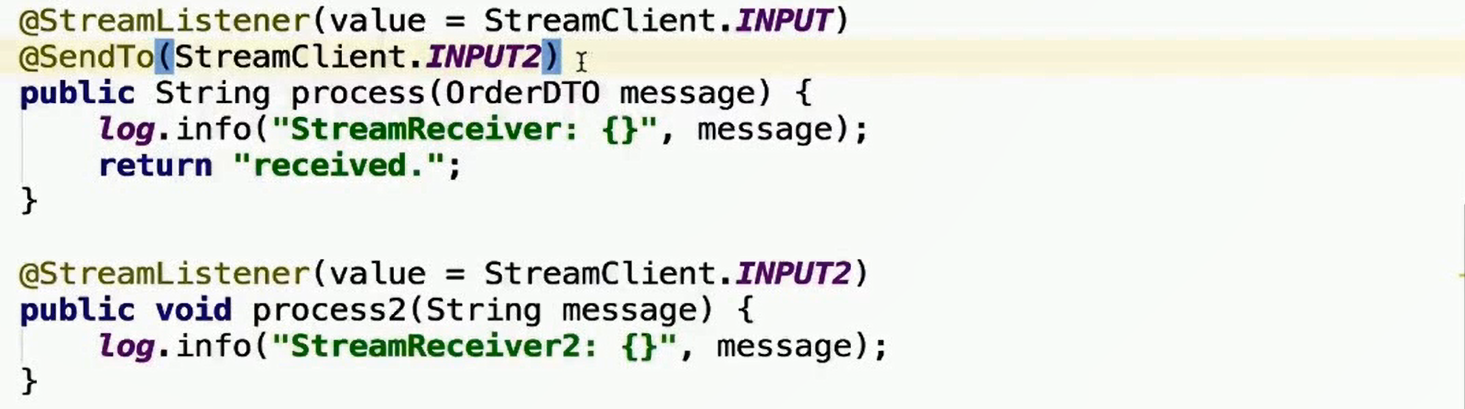 @StreamListener(value = StreamClient.INPUT)
@SendTo(StreamClient.INPUT2)
public String process(OrderDTO message) {
    log.info("StreamReceiver: {}", message);
    return "received.";
}

@StreamListener(value = StreamClient.INPUT2)
public void process2(String message) {
    log.info("StreamReceiver2: {}", message);
}